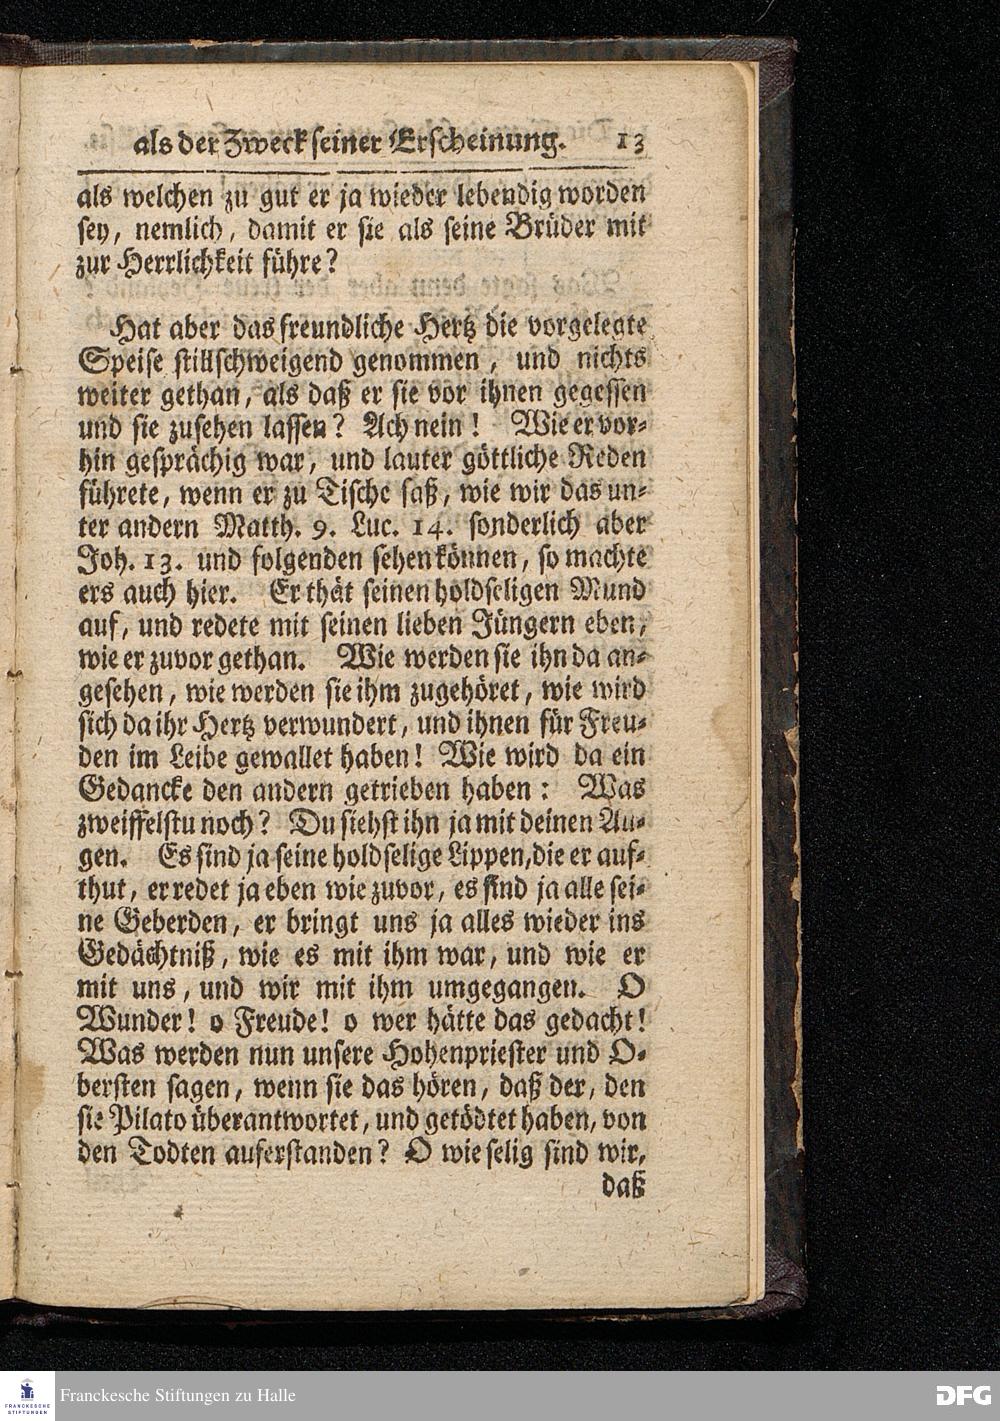 als der Zweck seiner Erscheinung. 13
als welchen zu gut er ja wieder lebendig worden
sey, nemlich, damit er sie als seine Brüder mit
zur Herrlichkeit führe?
Hat aber das freundliche Hertz die vorgelegte
Speise stillschweigend genommen, und nichts
weiter gethan, als daß er sie vor ihnen gegessen
und sie zusehen lassen? Ach nein! Wie er vor-
hin gesprächig war, und lauter göttliche Reden
führete, wenn er zu Tische saß, wie wir das un-
ter andern Matth. 9. Luc. 14. sonderlich aber
Joh. 13. und folgenden sehen können, so machte
ers auch hier. Er thät seinen holdseligen Mund
auf, und redete mit seinen lieben Jüngern eben,
wie er zuvor gethan. Wie werden sie ihn da an-
gesehen, wie werden sie ihm zugehöret, wie wird
sich da ihr Hertz verwundert, und ihnen für Freu-
den im Leibe gewallet haben! Wie wird da ein
Gedancke den andern getrieben haben: Was
zweiffelstu noch? Du siehst ihn ja mit deinen Au-
gen. Es sind ja seine holdselige Lippen, die er auf-
thut, er redet ja eben wie zuvor, es sind ja alle sei-
ne Geberden, er bringt uns ja alles wieder ins
Gedächtniß, wie es mit ihm war, und wie er
mit uns, und wir mit ihm umgegangen. O
Wunder! o Freude! o wer hätte das gedacht!
Was werden nun unsere Hohenpriester und O-
bersten sagen, wenn sie das hören, daß der, den
sie Pilato überantwortet, und getödtet haben, von
den Todten auferstanden? O wie selig sind wir,
daß
FRANCKESCHE
STIFTUNGEN
Franckesche Stiftungen zu Halle
DFG